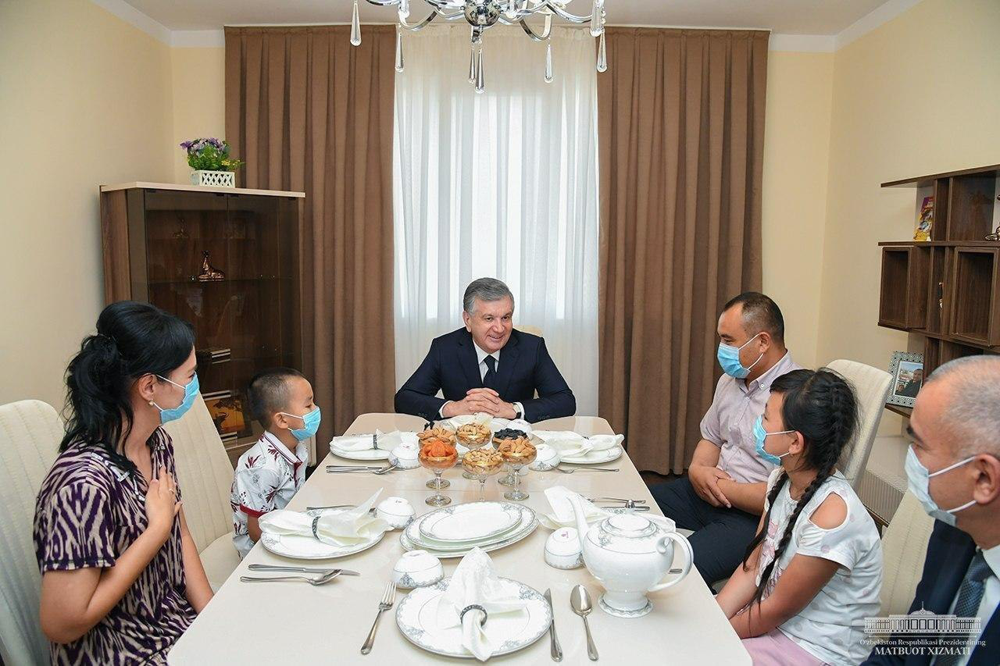 O'zbekiston Respublikasi Prezidentining
MATBUOT XIZMATI